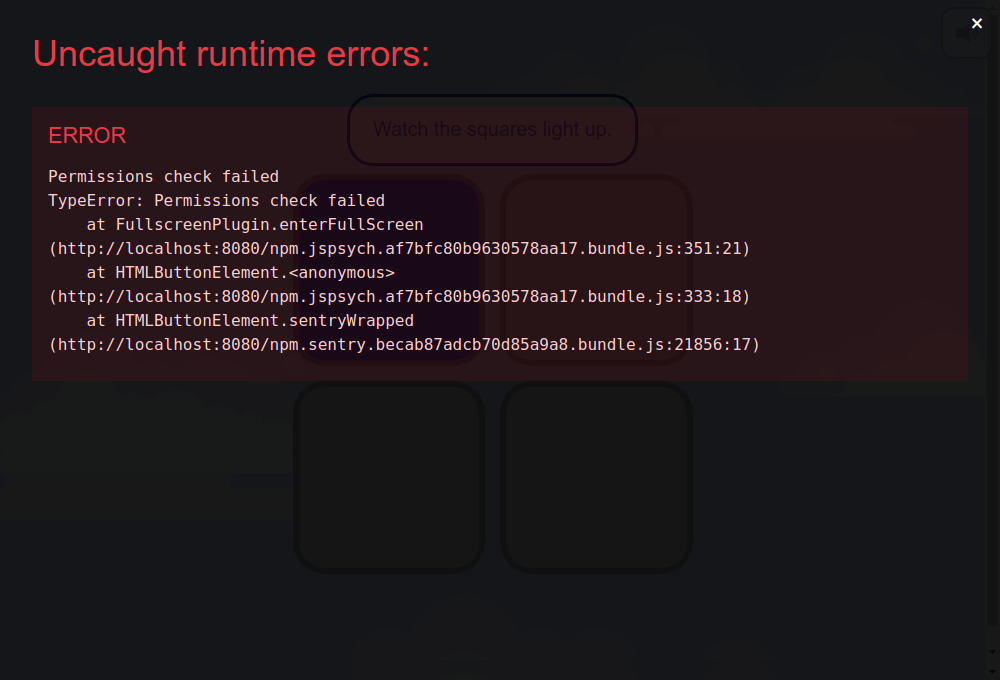 Uncaught runtime errors:
ERROR
Watch the squares light up.
Permissions check failed
TypeError: Permissions check failed
    at FullscreenPlugin.enterFullScreen
(http://localhost:8080/npm.jspsych.af7bfc80b9630578aa17.bundle.js:351:21)
    at HTMLButtonElement.<anonymous>
(http://localhost:8080/npm.jspsych.af7bfc80b9630578aa17.bundle.js:333:18)
    at HTMLButtonElement.sentryWrapped
(http://localhost:8080/npm.sentry.becab87adcb70d85a9a8.bundle.js:21856:17)